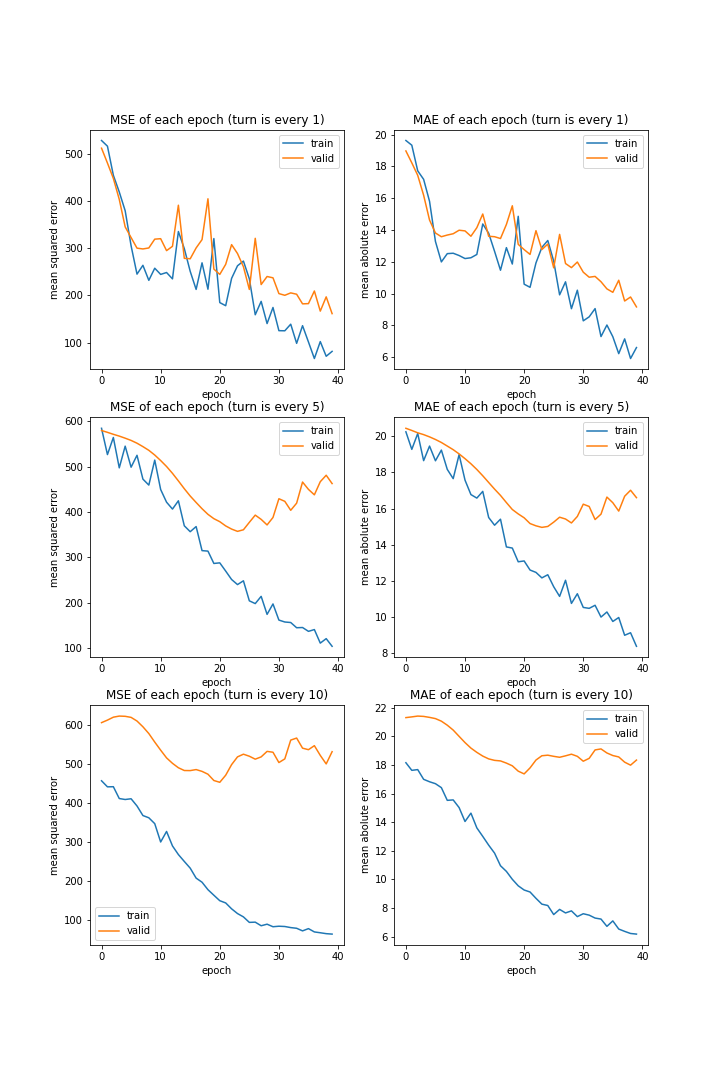 MSE of each epoch (turn is every 1)
mean squared error
500
400
300
200
100
train
valid
0
10
20
30
40
epoch
MAE of each epoch (turn is every 1)
mean abolute error
20
18
16
14
12
10
8
6
train
valid
0
10
20
30
40
epoch
MSE of each epoch (turn is every 5)
mean squared error
600
500
400
300
200
100
train
valid
0
10
20
30
40
epoch
MAE of each epoch (turn is every 5)
mean abolute error
20
18
16
14
12
10
8
train
valid
0
10
20
30
40
epoch
MSE of each epoch (turn is every 10)
mean squared error
600
500
400
300
200
100
train
valid
0
10
20
30
40
epoch
MAE of each epoch (turn is every 10)
mean abolute error
22
20
18
16
14
12
10
8
6
train
valid
0
10
20
30
40
epoch